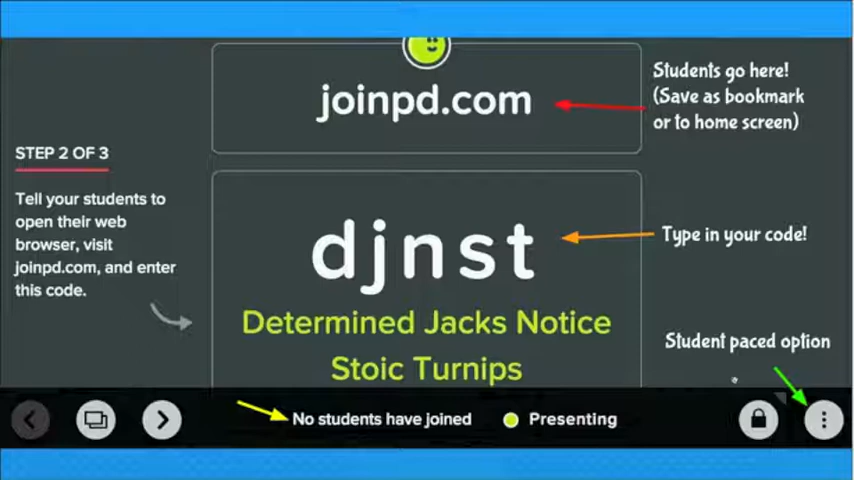 joinpd.com
Students go here!
(Save as bookmark
or to home screen)
STEP 2 OF 3
Tell your students to
open their web
browser, visit
joinpd.com, and enter
this code.
djnst
Type in your code!
Determined Jacks Notice
Stoic Turnips
Student paced option
No students have joined
Presenting